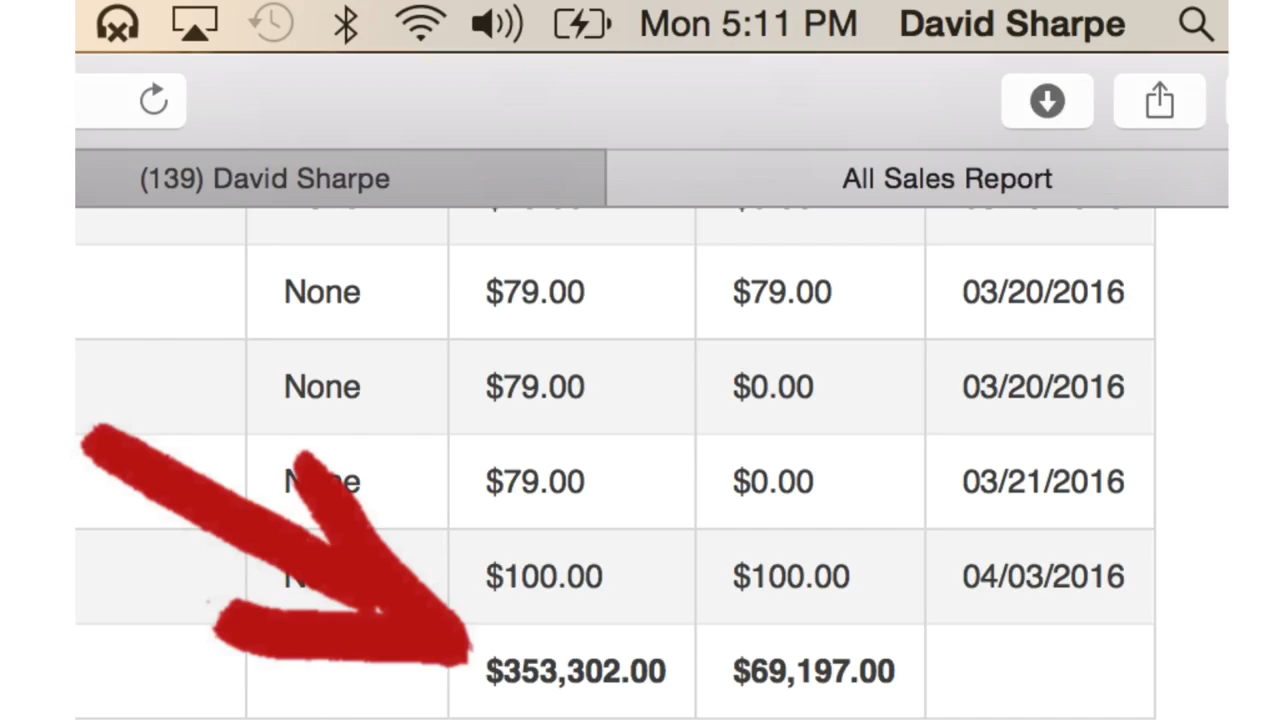 Mon 5:11 PM David Sharpe
(139) David Sharpe All Sales Report
None $79.00 $79.00 03/20/2016
None $79.00 $0.00 03/20/2016
$79.00 $0.00 03/21/2016
$100.00 $100.00 04/03/2016
$353,302.00 $69,197.00